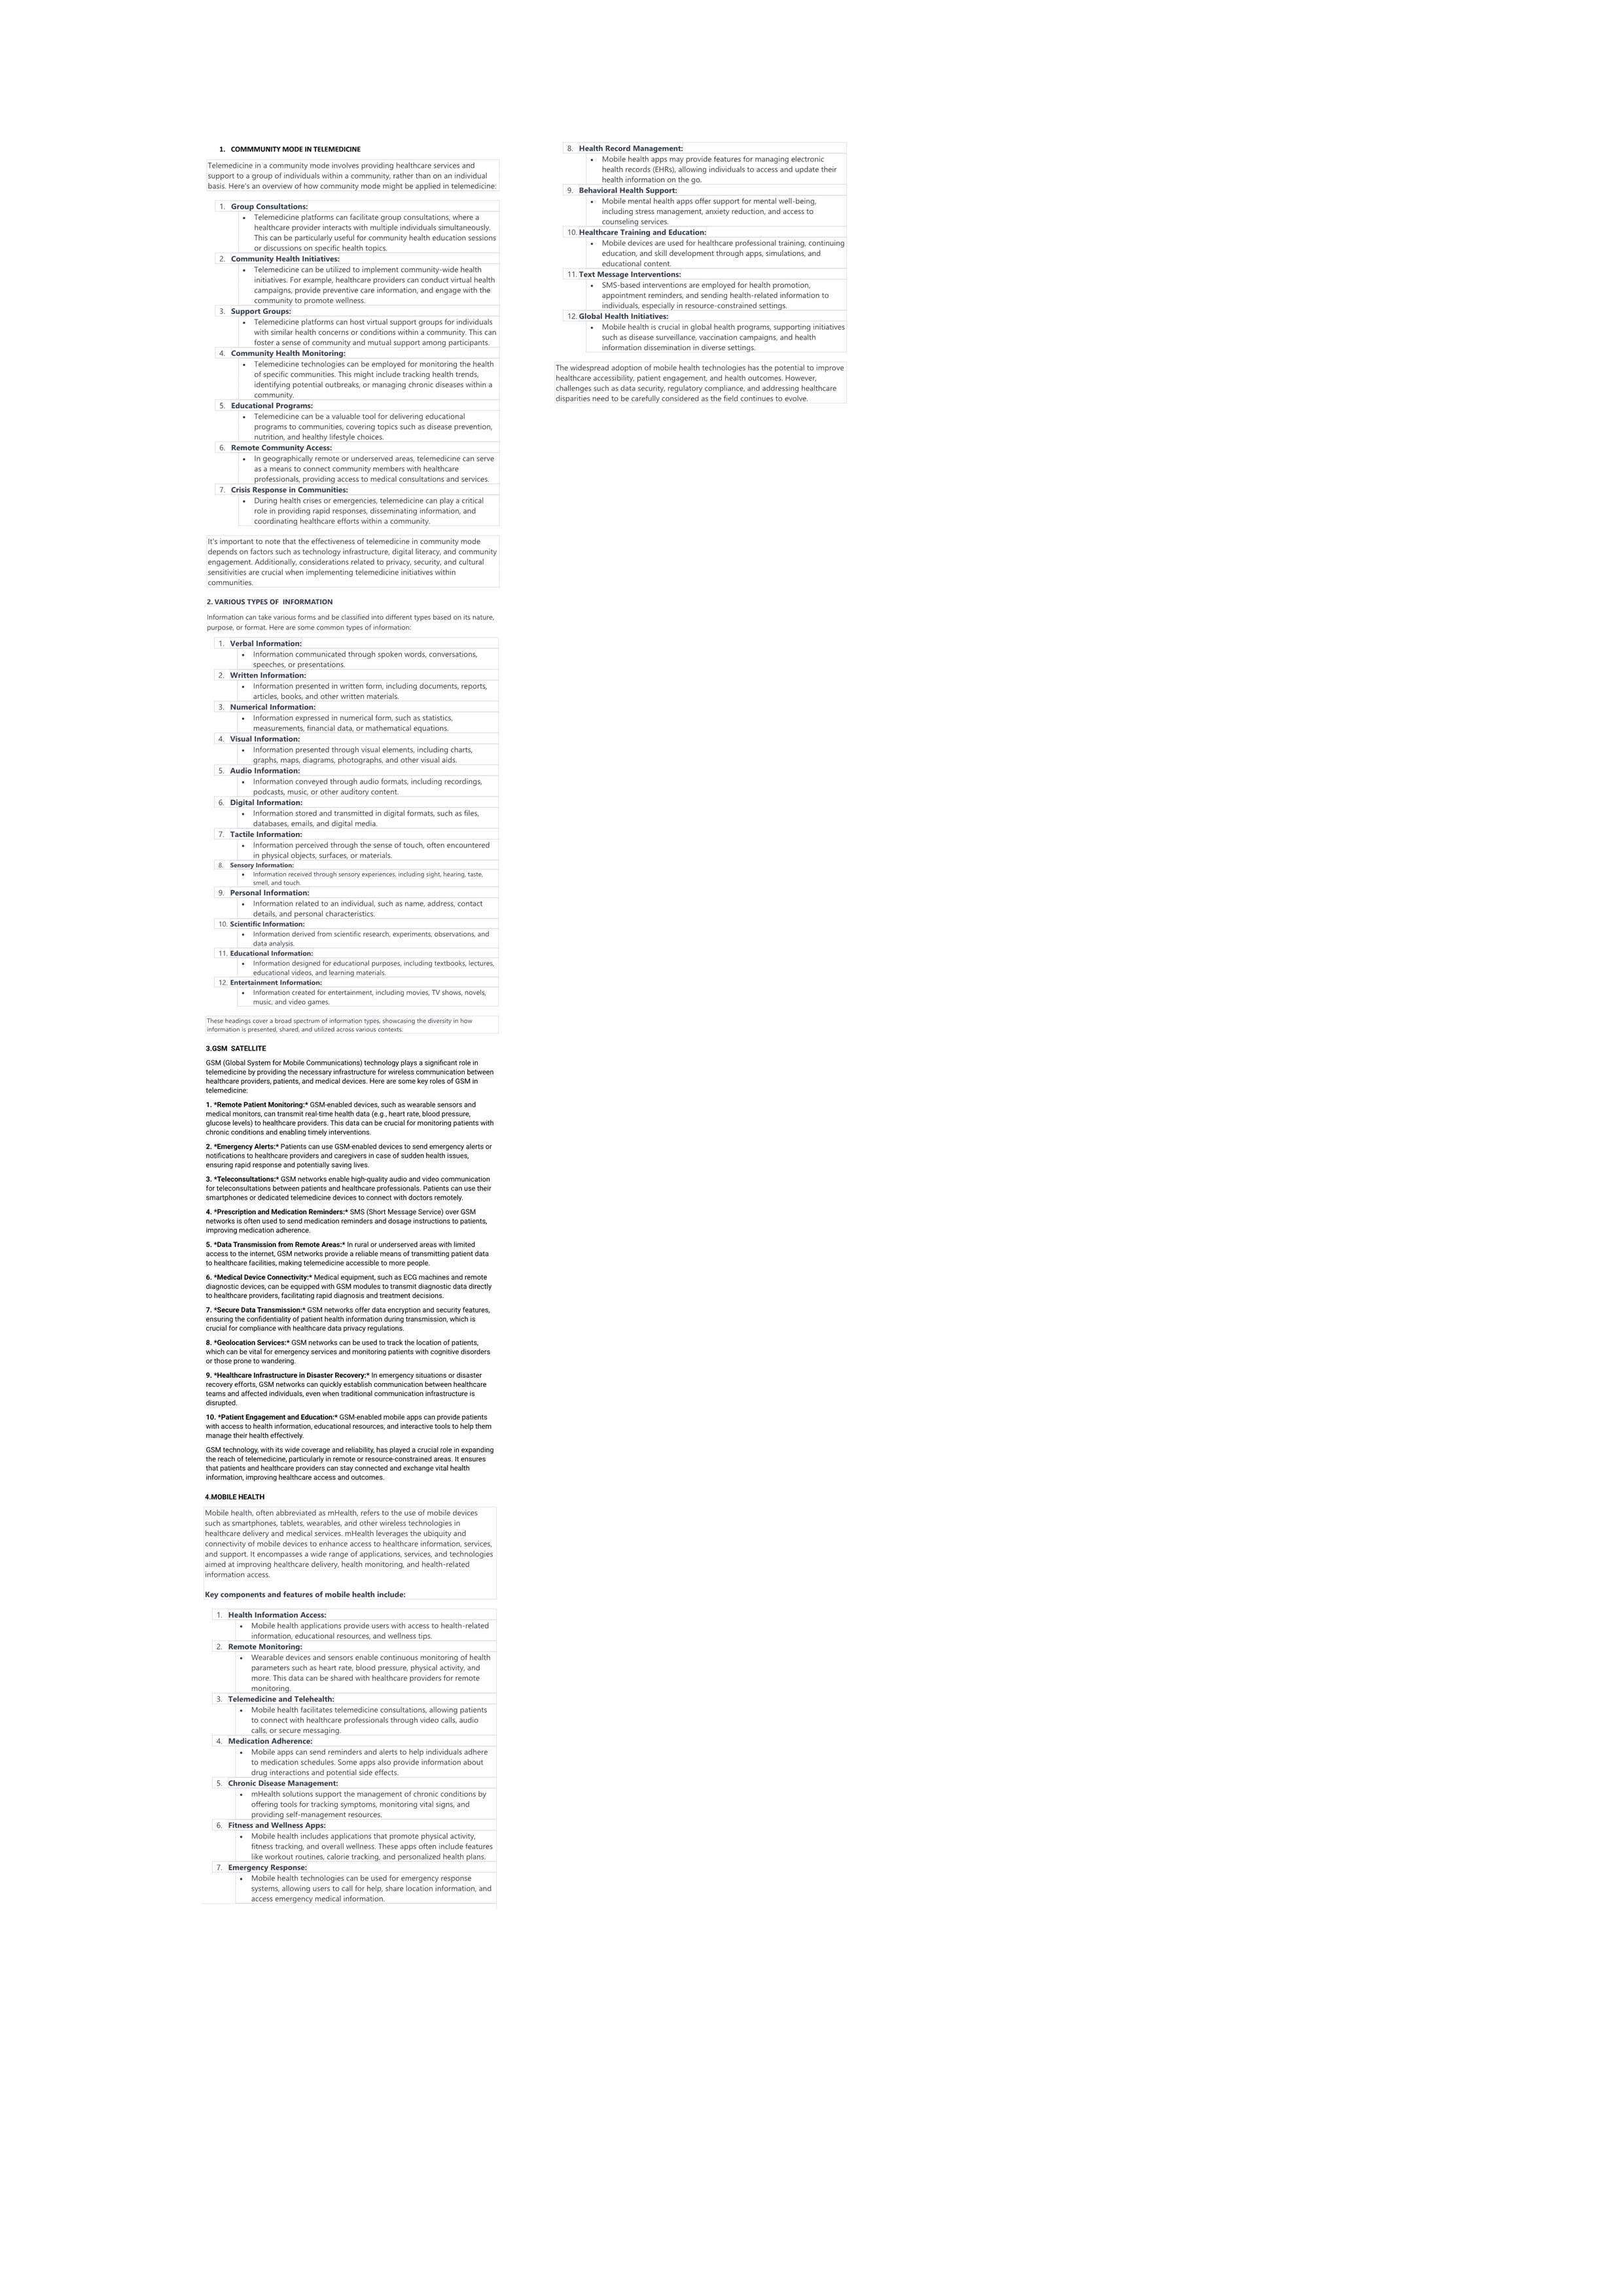 1. COMMMUNITY MODE IN TELEMEDICINE
Telemedicine in a community mode involves providing healthcare services and
support to a group of individuals within a community, rather than on an individual
basis. Here's an overview of how community mode might be applied in telemedicine:
1. Group Consultations:
• Telemedicine platforms can facilitate group consultations, where a
healthcare provider interacts with multiple individuals simultaneously.
This can be particularly useful for community health education sessions
or discussions on specific health topics.
2. Community Health Initiatives:
• Telemedicine can be utilized to implement community-wide health
initiatives. For example, healthcare providers can conduct virtual health
campaigns, provide preventive care information, and engage with the
community to promote wellness.
3. Support Groups:
• Telemedicine platforms can host virtual support groups for individuals
with similar health concerns or conditions within a community. This can
foster a sense of community and mutual support among participants.
4. Community Health Monitoring:
• Telemedicine technologies can be employed for monitoring the health
of specific communities. This might include tracking health trends,
identifying potential outbreaks, or managing chronic diseases within a
community.
5. Educational Programs:
• Telemedicine can be a valuable tool for delivering educational
programs to communities, covering topics such as disease prevention,
nutrition, and healthy lifestyle choices.
6. Remote Community Access:
• In geographically remote or underserved areas, telemedicine can serve
as a means to connect community members with healthcare
professionals, providing access to medical consultations and services.
7. Crisis Response in Communities:
• During health crises or emergencies, telemedicine can play a critical
role in providing rapid responses, disseminating information, and
coordinating healthcare efforts within a community.
It's important to note that the effectiveness of telemedicine in community mode
depends on factors such as technology infrastructure, digital literacy, and community
engagement. Additionally, considerations related to privacy, security, and cultural
sensitivities are crucial when implementing telemedicine initiatives within
communities.
2. VARIOUS TYPES OF INFORMATION
Information can take various forms and be classified into different types based on its nature,
purpose, or format. Here are some common types of information:
1. Verbal Information:
• Information communicated through spoken words, conversations,
speeches, or presentations.
2. Written Information:
• Information presented in written form, including documents, reports,
articles, books, and other written materials.
3. Numerical Information:
• Information expressed in numerical form, such as statistics,
measurements, financial data, or mathematical equations.
4. Visual Information:
• Information presented through visual elements, including charts,
graphs, maps, diagrams, photographs, and other visual aids.
5. Audio Information:
• Information conveyed through audio formats, including recordings,
podcasts, music, or other auditory content.
6. Digital Information:
• Information stored and transmitted in digital formats, such as files,
databases, emails, and digital media.
7. Tactile Information:
• Information perceived through the sense of touch, often encountered
in physical objects, surfaces, or materials.
8. Sensory Information:
• Information received through sensory experiences, including sight, hearing, taste,
smell, and touch.
9. Personal Information:
• Information related to an individual, such as name, address, contact
details, and personal characteristics.
10. Scientific Information:
• Information derived from scientific research, experiments, observations, and
data analysis.
11. Educational Information:
• Information designed for educational purposes, including textbooks, lectures,
educational videos, and learning materials.
12. Entertainment Information:
• Information created for entertainment, including movies, TV shows, novels,
music, and video games.
These headings cover a broad spectrum of information types, showcasing the diversity in how
information is presented, shared, and utilized across various contexts.
3.GSM SATELLITE
GSM (Global System for Mobile Communications) technology plays a significant role in
telemedicine by providing the necessary infrastructure for wireless communication between
healthcare providers, patients, and medical devices. Here are some key roles of GSM in
telemedicine:
1. *Remote Patient Monitoring:* GSM-enabled devices, such as wearable sensors and
medical monitors, can transmit real-time health data (e.g., heart rate, blood pressure,
glucose levels) to healthcare providers. This data can be crucial for monitoring patients with
chronic conditions and enabling timely interventions.
2. *Emergency Alerts:* Patients can use GSM-enabled devices to send emergency alerts or
notifications to healthcare providers and caregivers in case of sudden health issues,
ensuring rapid response and potentially saving lives.
3. *Teleconsultations:* GSM networks enable high-quality audio and video communication
for teleconsultations between patients and healthcare professionals. Patients can use their
smartphones or dedicated telemedicine devices to connect with doctors remotely.
4. *Prescription and Medication Reminders:* SMS (Short Message Service) over GSM
networks is often used to send medication reminders and dosage instructions to patients,
improving medication adherence.
5. *Data Transmission from Remote Areas:* In rural or underserved areas with limited
access to the internet, GSM networks provide a reliable means of transmitting patient data
to healthcare facilities, making telemedicine accessible to more people.
6. *Medical Device Connectivity:* Medical equipment, such as ECG machines and remote
diagnostic devices, can be equipped with GSM modules to transmit diagnostic data directly
to healthcare providers, facilitating rapid diagnosis and treatment decisions.
7. *Secure Data Transmission:* GSM networks offer data encryption and security features,
ensuring the confidentiality of patient health information during transmission, which is
crucial for compliance with healthcare data privacy regulations.
8. *Geolocation Services:* GSM networks can be used to track the location of patients,
which can be vital for emergency services and monitoring patients with cognitive disorders
or those prone to wandering.
9. *Healthcare Infrastructure in Disaster Recovery:* In emergency situations or disaster
recovery efforts, GSM networks can quickly establish communication between healthcare
teams and affected individuals, even when traditional communication infrastructure is
disrupted.
10. *Patient Engagement and Education:* GSM-enabled mobile apps can provide patients
with access to health information, educational resources, and interactive tools to help them
manage their health effectively.
GSM technology, with its wide coverage and reliability, has played a crucial role in expanding
the reach of telemedicine, particularly in remote or resource-constrained areas. It ensures
that patients and healthcare providers can stay connected and exchange vital health
information, improving healthcare access and outcomes.
4.MOBILE HEALTH
Mobile health, often abbreviated as mHealth, refers to the use of mobile devices
such as smartphones, tablets, wearables, and other wireless technologies in
healthcare delivery and medical services. mHealth leverages the ubiquity and
connectivity of mobile devices to enhance access to healthcare information, services,
and support. It encompasses a wide range of applications, services, and technologies
aimed at improving healthcare delivery, health monitoring, and health-related
information access.
Key components and features of mobile health include:
1. Health Information Access:
• Mobile health applications provide users with access to health-related
information, educational resources, and wellness tips.
2. Remote Monitoring:
• Wearable devices and sensors enable continuous monitoring of health
parameters such as heart rate, blood pressure, physical activity, and
more. This data can be shared with healthcare providers for remote
monitoring.
3. Telemedicine and Telehealth:
• Mobile health facilitates telemedicine consultations, allowing patients
to connect with healthcare professionals through video calls, audio
calls, or secure messaging.
4. Medication Adherence:
• Mobile apps can send reminders and alerts to help individuals adhere
to medication schedules. Some apps also provide information about
drug interactions and potential side effects.
5. Chronic Disease Management:
• mHealth solutions support the management of chronic conditions by
offering tools for tracking symptoms, monitoring vital signs, and
providing self-management resources.
6. Fitness and Wellness Apps:
• Mobile health includes applications that promote physical activity,
fitness tracking, and overall wellness. These apps often include features
like workout routines, calorie tracking, and personalized health plans.
7. Emergency Response:
• Mobile health technologies can be used for emergency response
systems, allowing users to call for help, share location information, and
access emergency medical information.
8. Health Record Management:
• Mobile health apps may provide features for managing electronic
health records (EHRs), allowing individuals to access and update their
health information on the go.
9. Behavioral Health Support:
• Mobile mental health apps offer support for mental well-being,
including stress management, anxiety reduction, and access to
counseling services.
10. Healthcare Training and Education:
• Mobile devices are used for healthcare professional training, continuing
education, and skill development through apps, simulations, and
educational content.
11. Text Message Interventions:
• SMS-based interventions are employed for health promotion,
appointment reminders, and sending health-related information to
individuals, especially in resource-constrained settings.
12. Global Health Initiatives:
• Mobile health is crucial in global health programs, supporting initiatives
such as disease surveillance, vaccination campaigns, and health
information dissemination in diverse settings.
The widespread adoption of mobile health technologies has the potential to improve
healthcare accessibility, patient engagement, and health outcomes. However,
challenges such as data security, regulatory compliance, and addressing healthcare
disparities need to be carefully considered as the field continues to evolve.